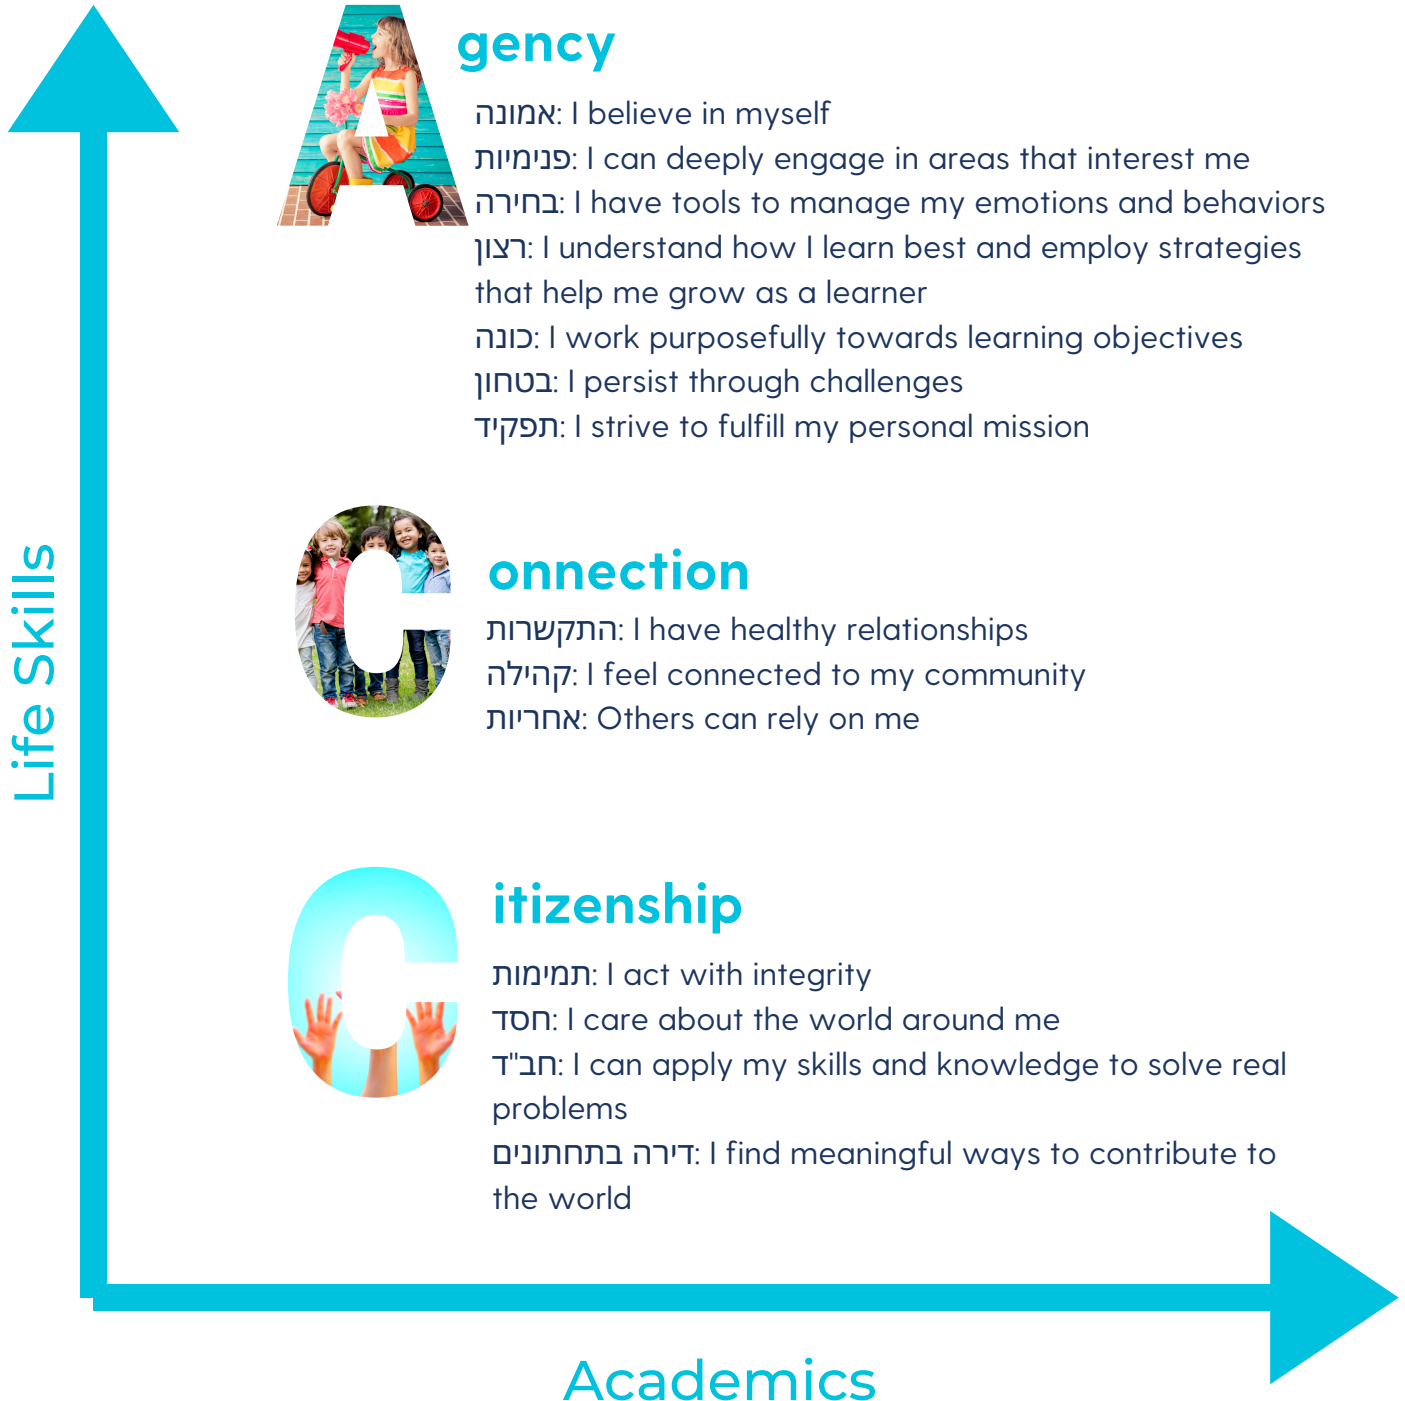 Agency
אמונה: I believe in myself
פנימיות: I can deeply engage in areas that interest me
בחירה: I have tools to manage my emotions and behaviors
רצון: I understand how I learn best and employ strategies
that help me grow as a learner
כונה: I work purposefully towards learning objectives
בטחון: I persist through challenges
תפקיד: I strive to fulfill my personal mission
Connection
התקשרות: I have healthy relationships
קהילה: I feel connected to my community
אחריות: Others can rely on me
Life Skills
Citizenship
תמימות: I act with integrity
חסד: I care about the world around me
חב"ד: I can apply my skills and knowledge to solve real
problems
דירה בתחתונים: I find meaningful ways to contribute to
the world
Academics